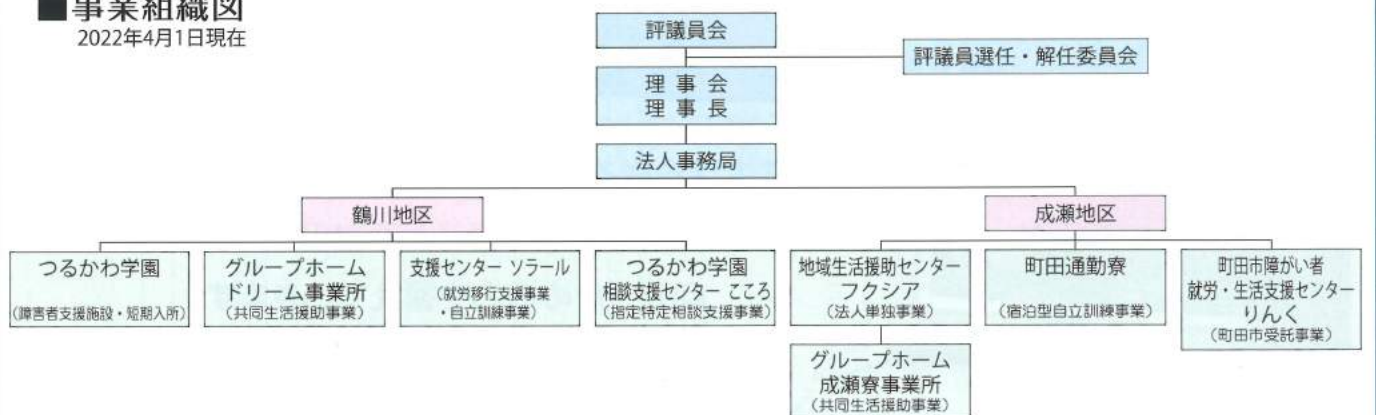 ■事業組織図
2022年4月1日現在
評議員会
評議員選任・解任委員会
理事会
理事長
法人事務局
鶴川地区
成瀬地区
つるかわ学園
（障害者支援施設・短期入所）
グループホーム
ドリーム事業所
（共同生活援助事業）
支援センター ソラール
（就労移行支援事業
・自立訓練事業）
つるかわ学園
相談支援センター こころ
（指定特定相談支援事業）
地域生活援助センター
フクシア
（法人単独事業）
町田通勤寮
（宿泊型自立訓練事業）
町田市障がい者
就労・生活支援センター
りんく
（町田市受託事業）
グループホーム
成瀬寮事業所
（共同生活援助事業）